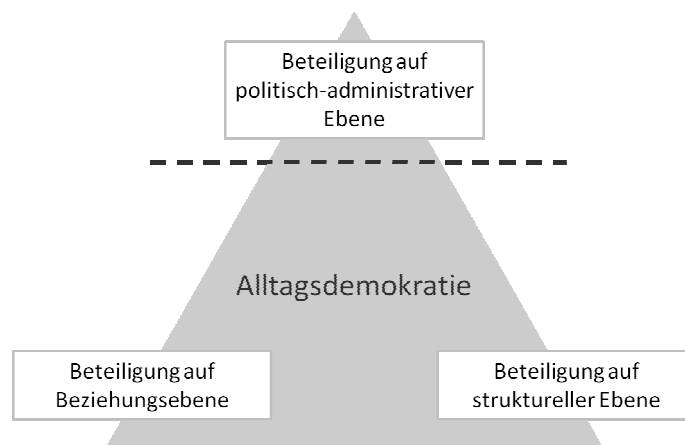 Beteiligung auf
politisch-administrativer
Ebene
Alltagsdemokratie
Beteiligung auf
Beziehungsebene
Beteiligung auf
struktureller Ebene